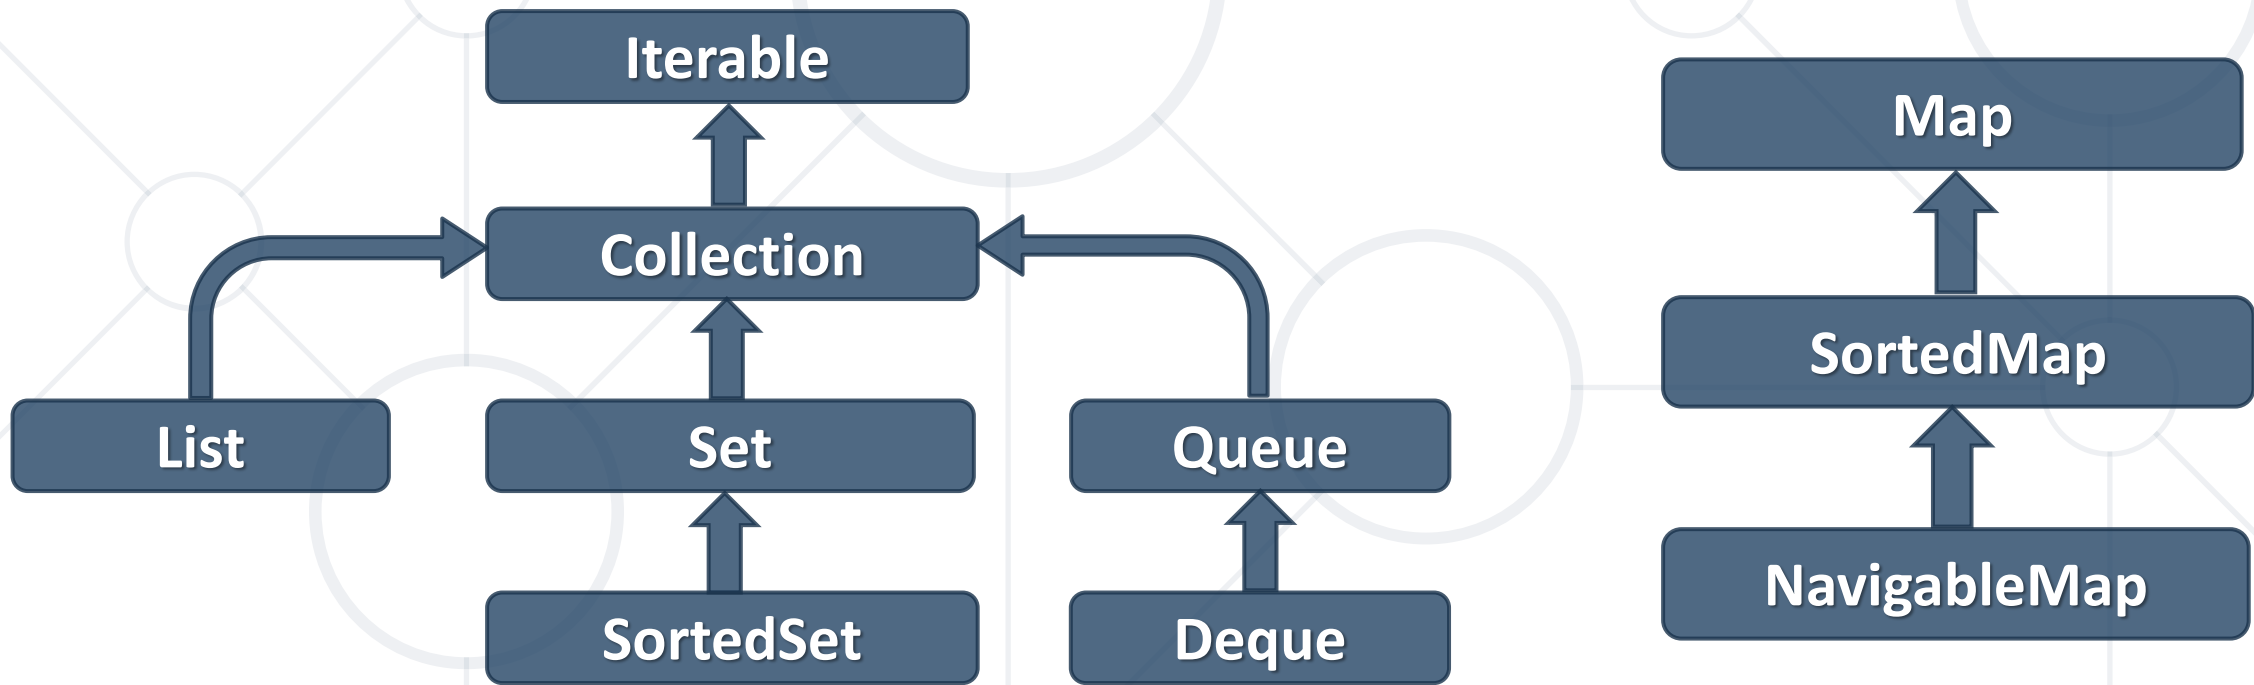 Iterable
Collection
List
Set
Queue
SortedSet
Deque
Map
SortedMap
NavigableMap